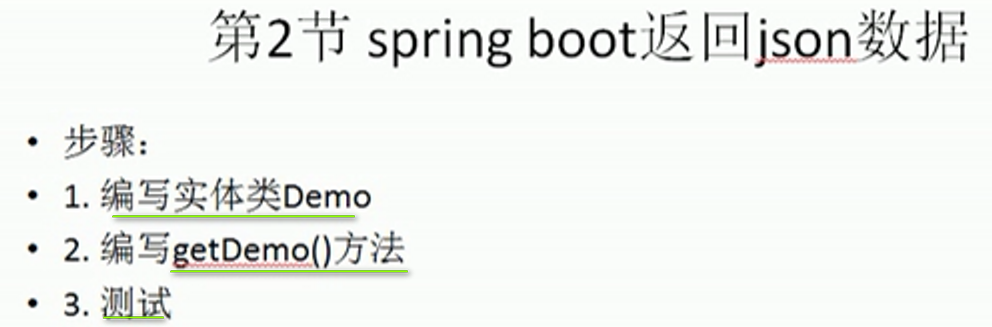 第2节 spring boot返回json数据
• 步骤：
• 1. 编写实体类Demo
• 2. 编写getDemo()方法
• 3. 测试